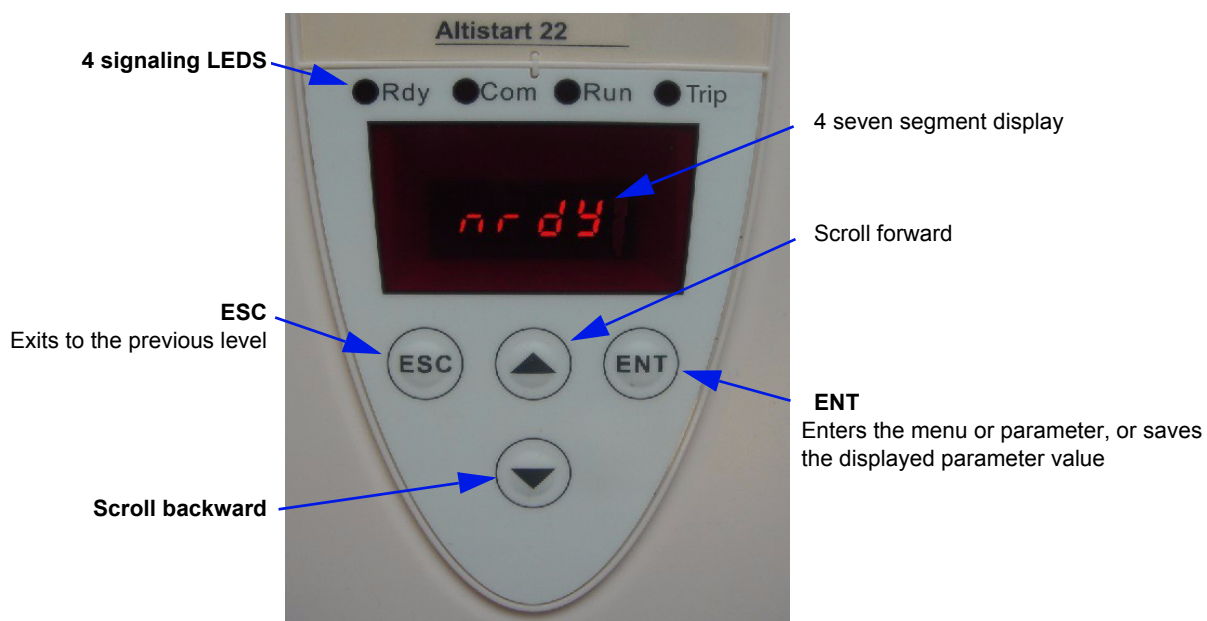 Altistart 22
4 signaling LEDS
Rdy Com Run Trip
4 seven segment display
nrdY
Scroll forward
ESC
Exits to the previous level
ESC
ENT
ENT
Enters the menu or parameter, or saves
the displayed parameter value
Scroll backward